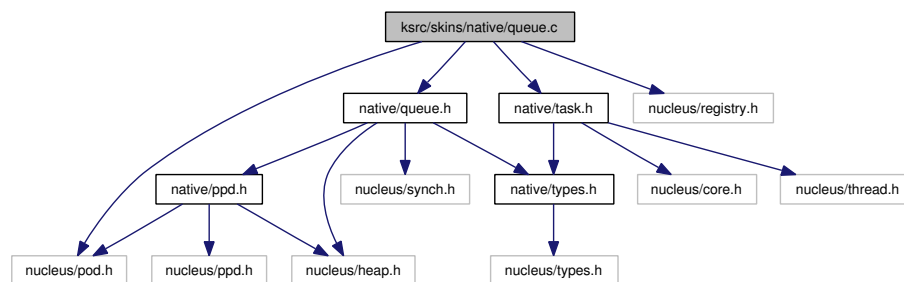 ksrc/skins/native/queue.c
native/queue.h
native/task.h
nucleus/registry.h
native/ppd.h
nucleus/synch.h
native/types.h
nucleus/core.h
nucleus/thread.h
nucleus/pod.h
nucleus/ppd.h
nucleus/heap.h
nucleus/types.h